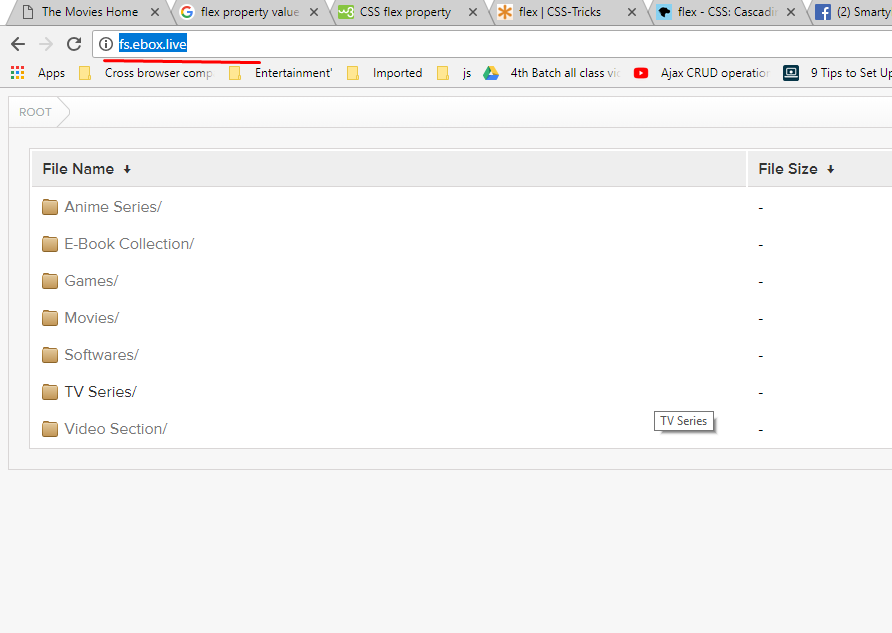 The Movies Home
flex property value
CSS flex property
flex | CSS-Tricks
flex - CSS: Cascadin
(2) Smarty
fs.ebox.live
Apps
Cross browser comp
Entertainment'
Imported
js
4th Batch all class vi
Ajax CRUD operation
9 Tips to Set Up
ROOT
File Name
File Size
Anime Series/
-
E-Book Collection/
-
Games/
-
Movies/
-
Softwares/
-
TV Series/
-
TV Series
Video Section/
-